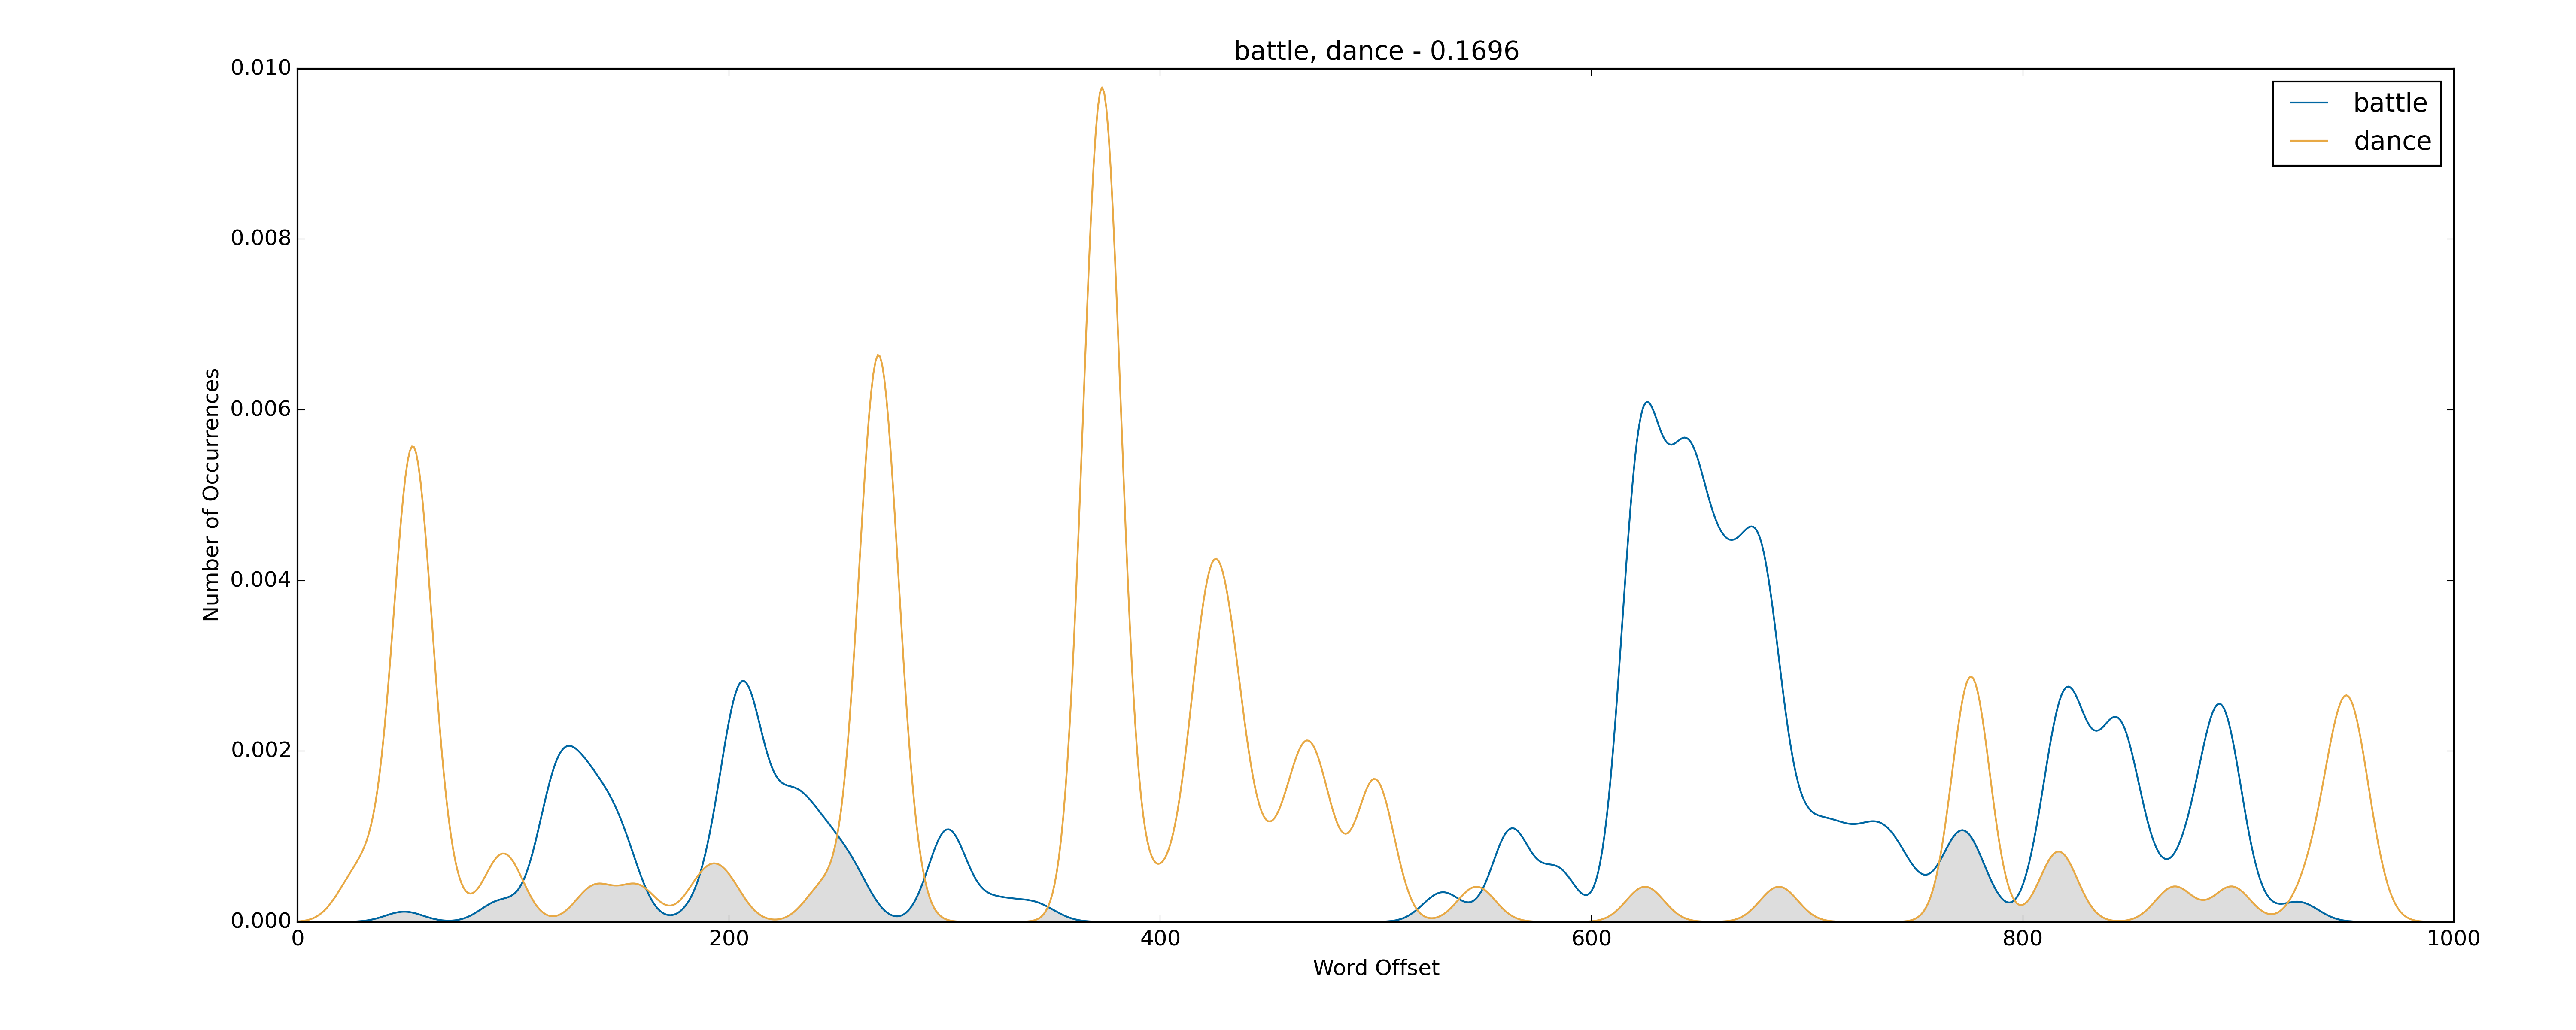 battle, dance - 0.1696
0.010
0.008
0.006
0.004
0.002
0.000
Number of Occurrences
battle
dance
0
200
400
600
800
1000
Word Offset